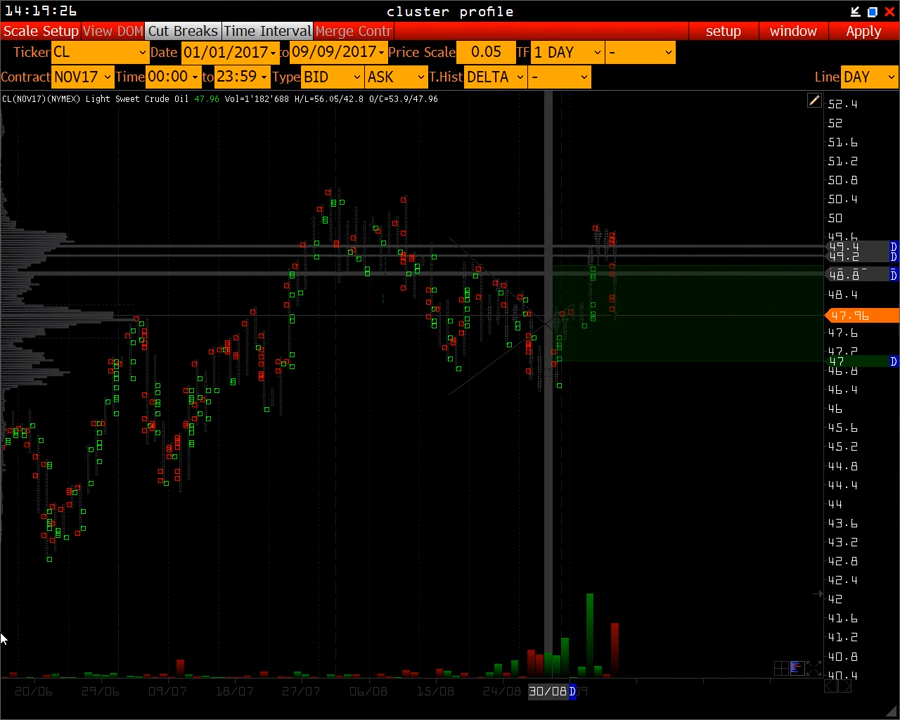 14:19:26 cluster profile
Scale Setup View DOM Cut Breaks Time Interval Merge Contr setup window Apply
Ticker CL Date 01/01/2017 to 09/09/2017 Price Scale 0.05 TF 1 DAY -
Contract NOV17 Time 00:00 to 23:59 Type BID ASK T.Hist DELTA - Line DAY
CL(NOV17)(NYMEX) Light Sweet Crude Oil 47.96 Vol=1'182'688 H/L=56.05/42.8 O/C=53.9/47.96
52.4
52
51.6
51.2
50.8
50.4
50
49.6
49.4 D
49.2 D
48.8 D
48.4
47.96
47.6
47.2
47 D
46.8
46.4
46
45.6
45.2
44.8
44.4
44
43.6
43.2
42.8
42.4
42
41.6
41.2
40.8
40.4
20/06 29/06 09/07 18/07 27/07 06/08 15/08 24/08 30/08 D